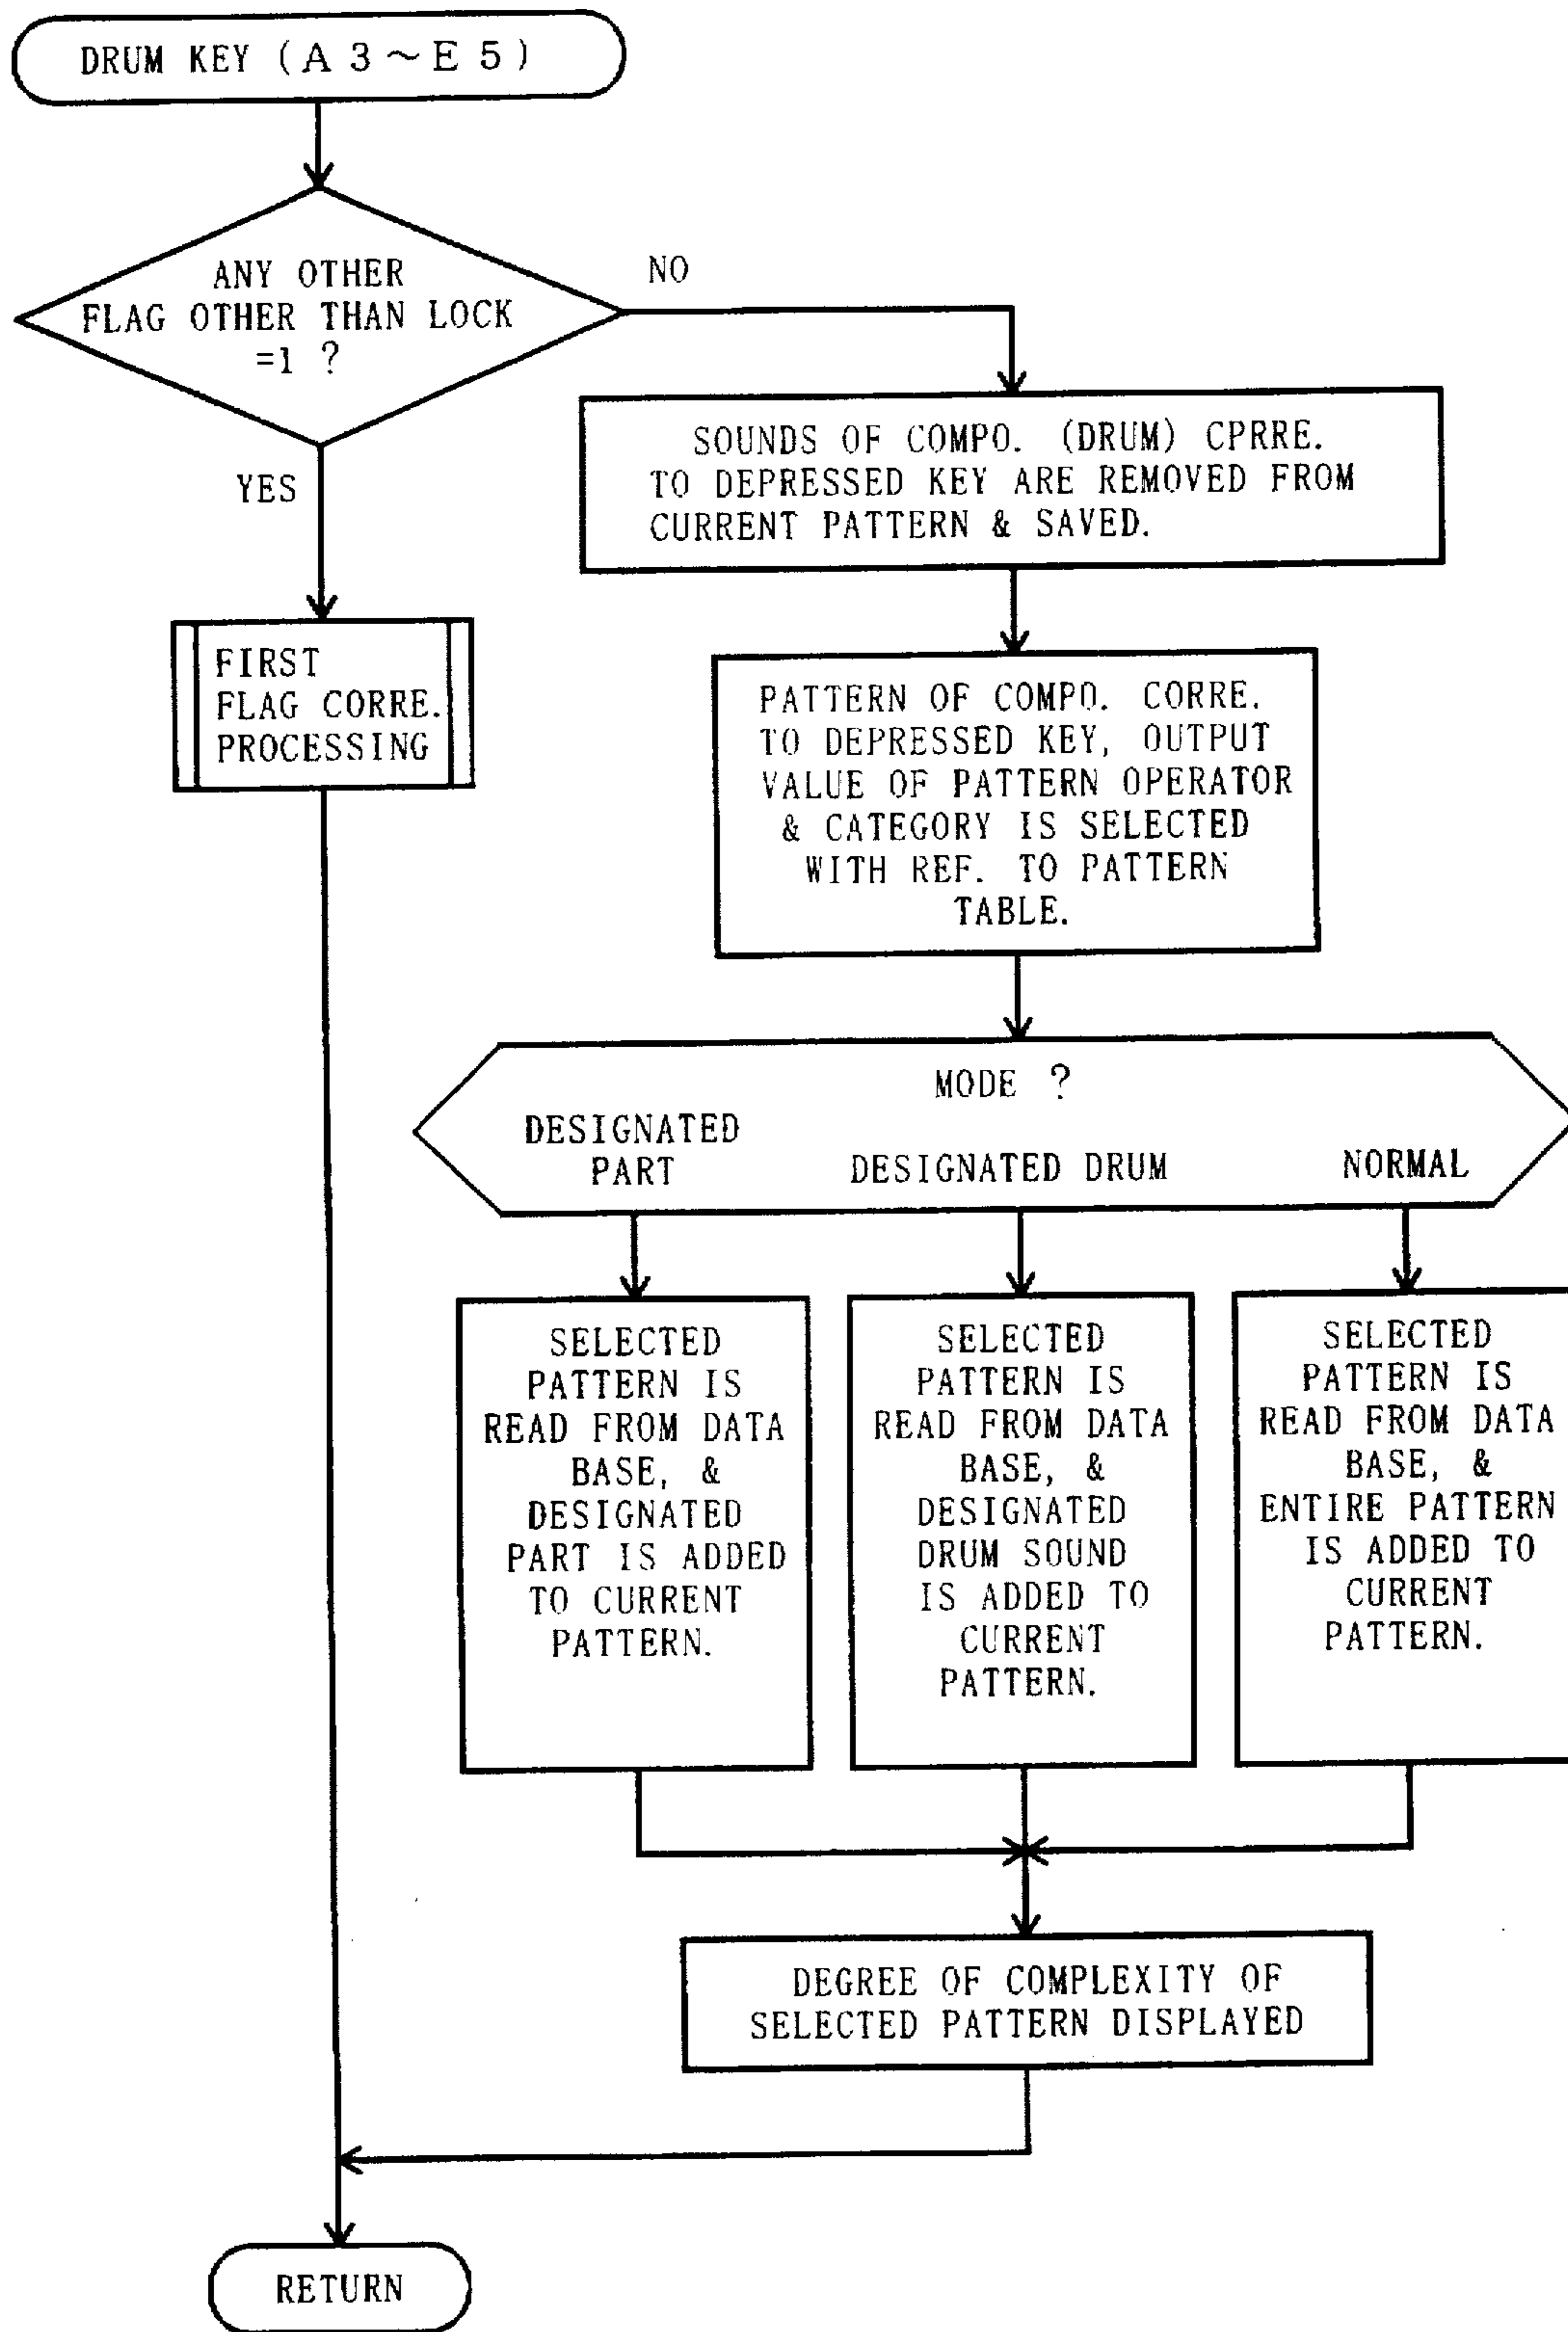 DRUM KEY (A3～E5)
ANY OTHER
FLAG OTHER THAN LOCK
=1 ?
NO
YES
SOUNDS OF COMPO. (DRUM) CPRRE.
TO DEPRESSED KEY ARE REMOVED FROM
CURRENT PATTERN & SAVED.
FIRST
FLAG CORRE.
PROCESSING
PATTERN OF COMPO. CORRE.
TO DEPRESSED KEY, OUTPUT
VALUE OF PATTERN OPERATOR
& CATEGORY IS SELECTED
WITH REF. TO PATTERN
TABLE.
MODE ?
DESIGNATED
PART
DESIGNATED DRUM
NORMAL
SELECTED
PATTERN IS
READ FROM DATA
BASE, &
DESIGNATED
PART IS ADDED
TO CURRENT
PATTERN.
SELECTED
PATTERN IS
READ FROM DATA
BASE, &
DESIGNATED
DRUM SOUND
IS ADDED TO
CURRENT
PATTERN.
SELECTED
PATTERN IS
READ FROM DATA
BASE, &
ENTIRE PATTERN
IS ADDED TO
CURRENT
PATTERN.
DEGREE OF COMPLEXITY OF
SELECTED PATTERN DISPLAYED
RETURN